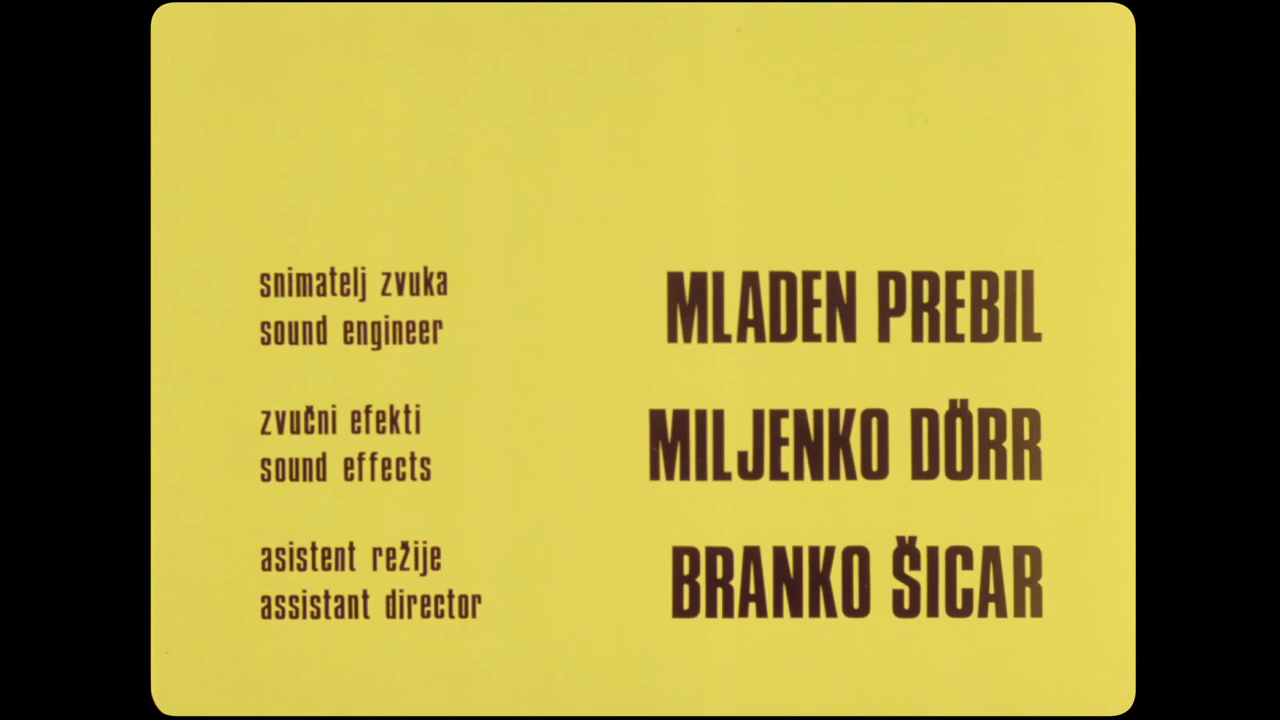 snimatelj zvuka
sound engineer
MLADEN PREBIL
zvučni efekti
sound effects
MILJENKO DÖRR
asistent režije
assistant director
BRANKO ŠICAR